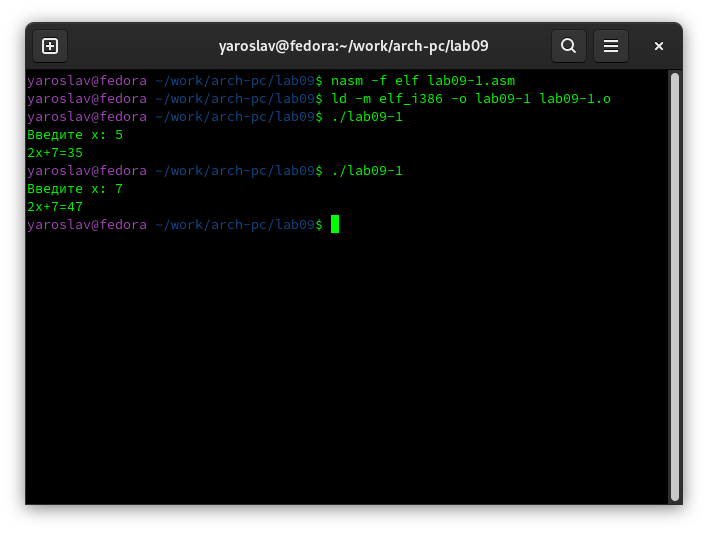 yaroslav@fedora:~/work/arch-pc/lab09
yaroslav@fedora ~/work/arch-pc/lab09$ nasm -f elf lab09-1.asm
yaroslav@fedora ~/work/arch-pc/lab09$ ld -m elf_i386 -o lab09-1 lab09-1.o
yaroslav@fedora ~/work/arch-pc/lab09$ ./lab09-1
Введите x: 5
2x+7=35
yaroslav@fedora ~/work/arch-pc/lab09$ ./lab09-1
Введите x: 7
2x+7=47
yaroslav@fedora ~/work/arch-pc/lab09$